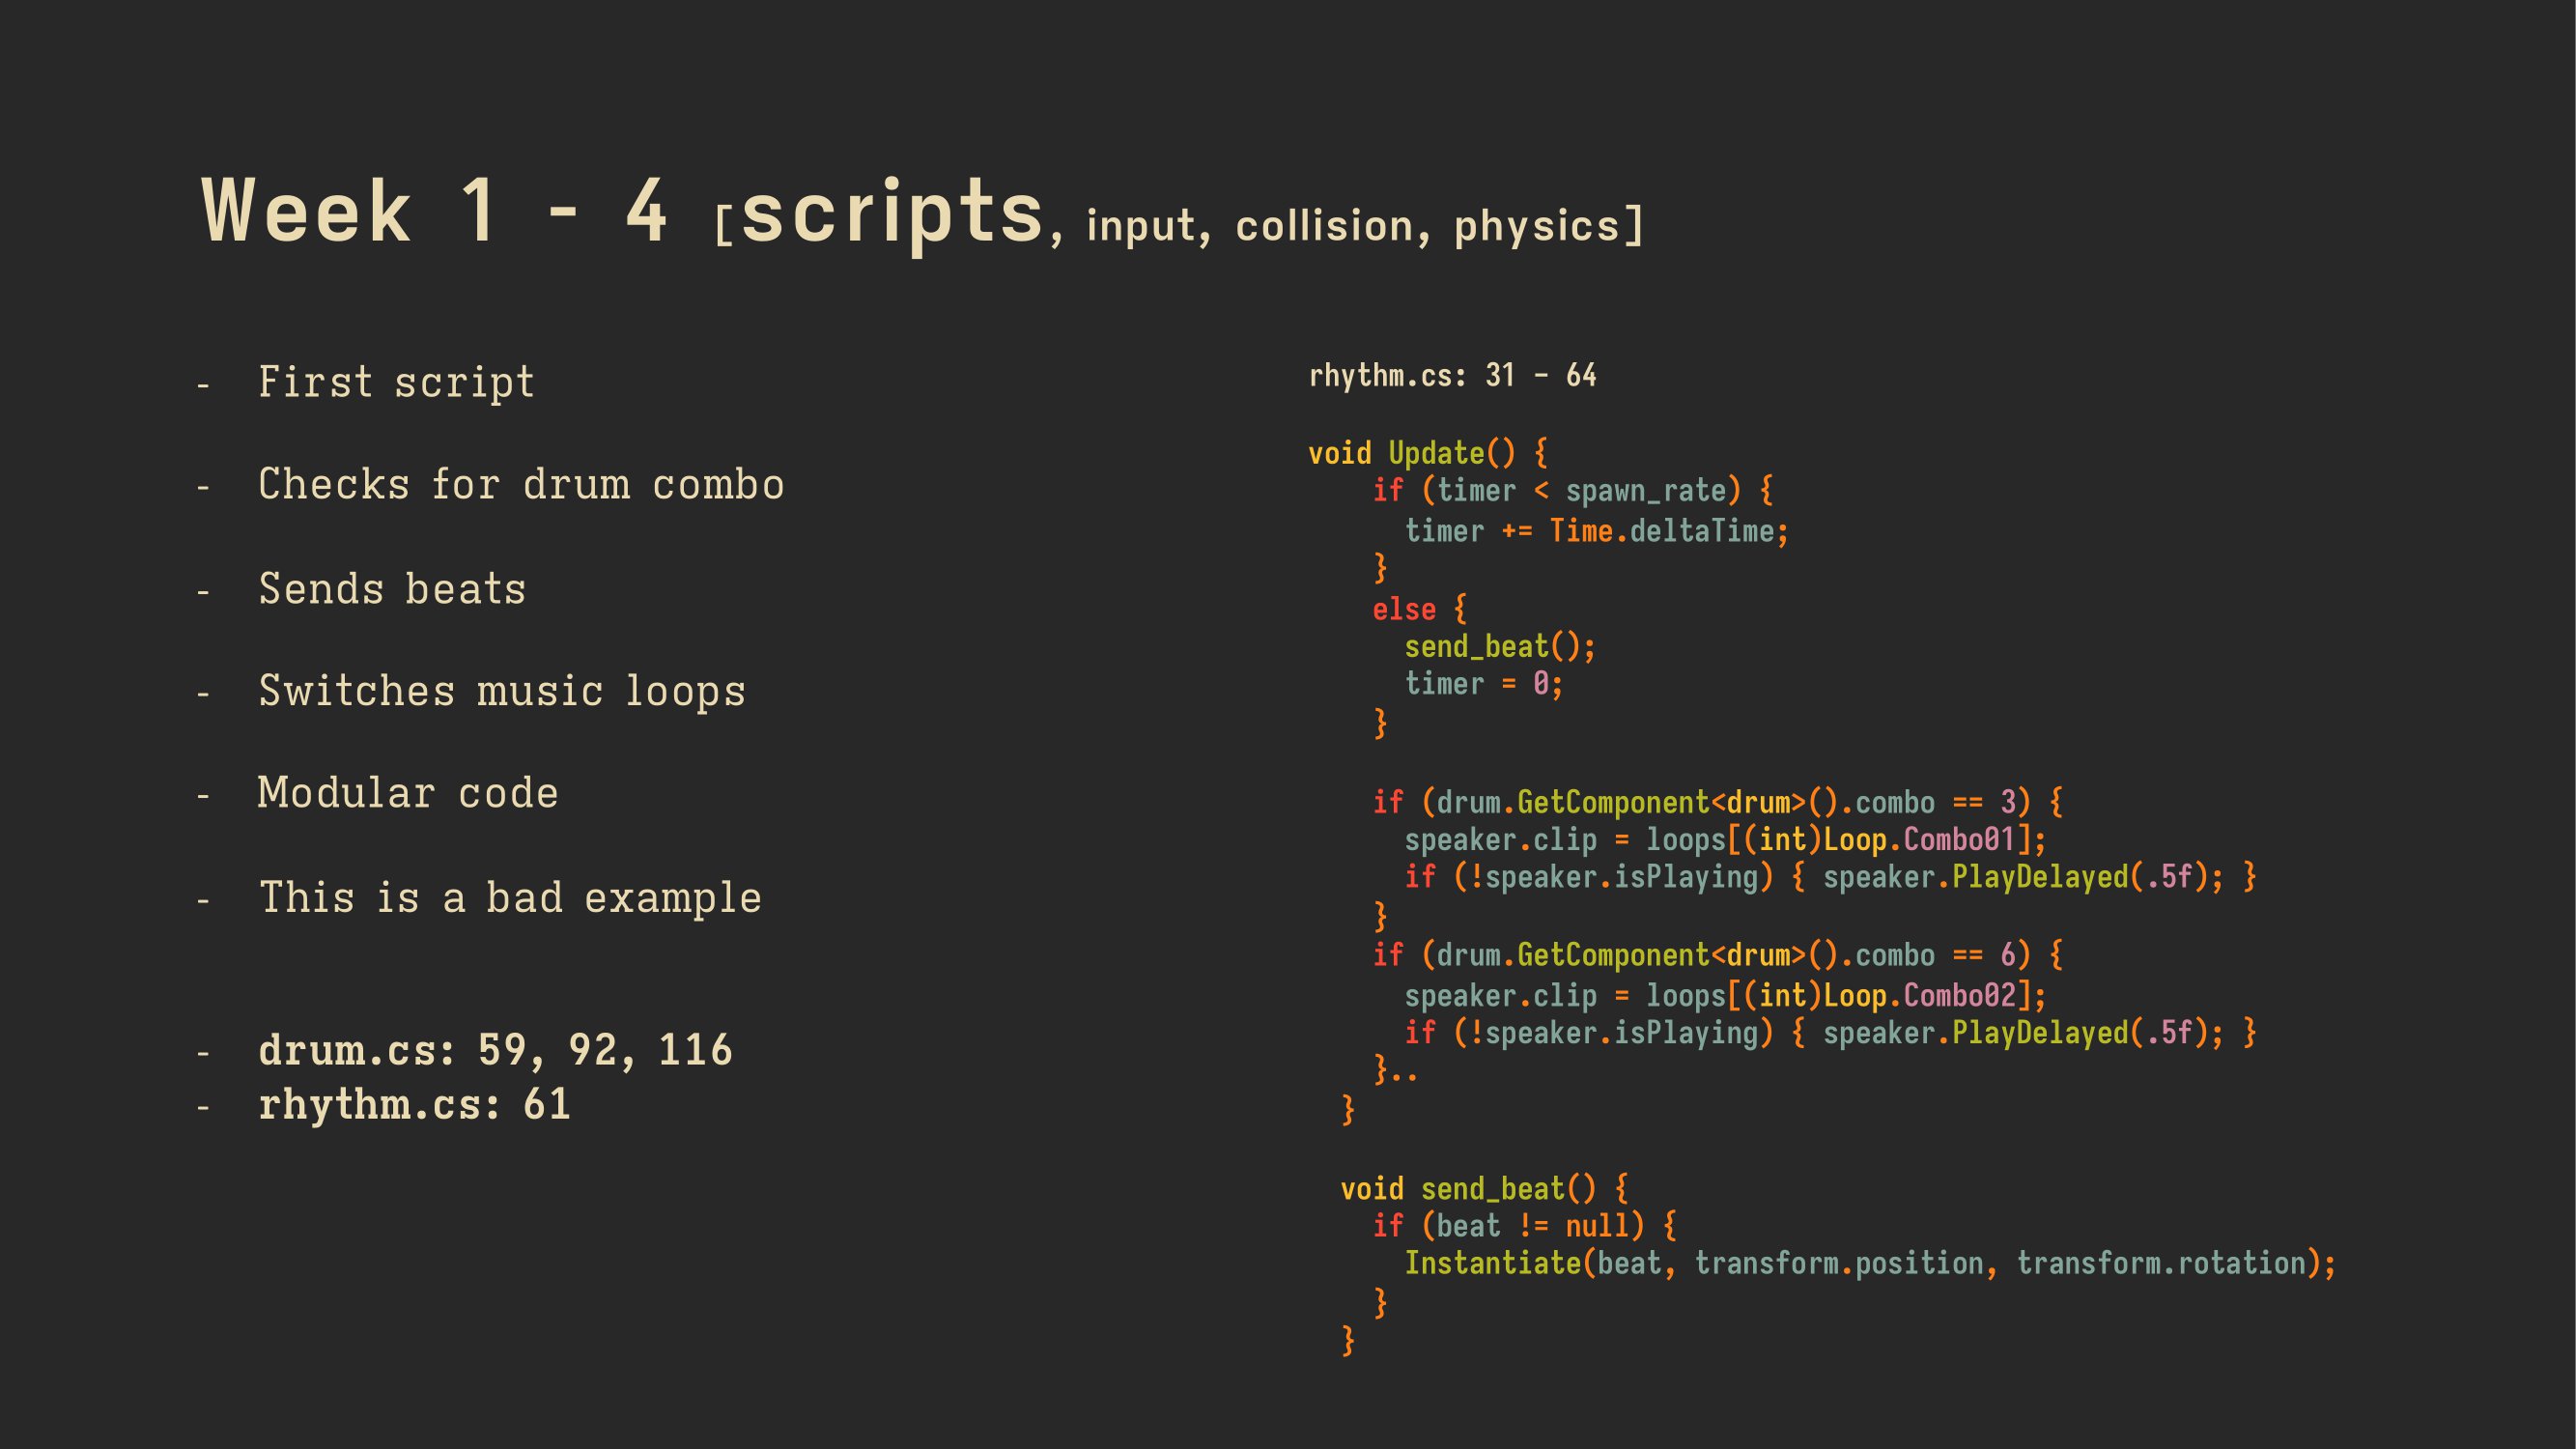 Week 1 - 4 [scripts, input, collision, physics]
- First script
- Checks for drum combo
- Sends beats
- Switches music loops
- Modular code
- This is a bad example
- drum.cs: 59, 92, 116
- rhythm.cs: 61
rhythm.cs: 31 - 64
void Update() {
if (timer < spawn_rate) {
timer += Time.deltaTime;
}
else {
send_beat();
timer = 0;
}
if (drum.GetComponent<drum>().combo == 3) {
speaker.clip = loops[(int)Loop.Combo01];
if (!speaker.isPlaying) { speaker.PlayDelayed(.5f); }
}
if (drum.GetComponent<drum>().combo == 6) {
speaker.clip = loops[(int)Loop.Combo02];
if (!speaker.isPlaying) { speaker.PlayDelayed(.5f); }
}..
}
void send_beat() {
if (beat != null) {
Instantiate(beat, transform.position, transform.rotation);
}
}